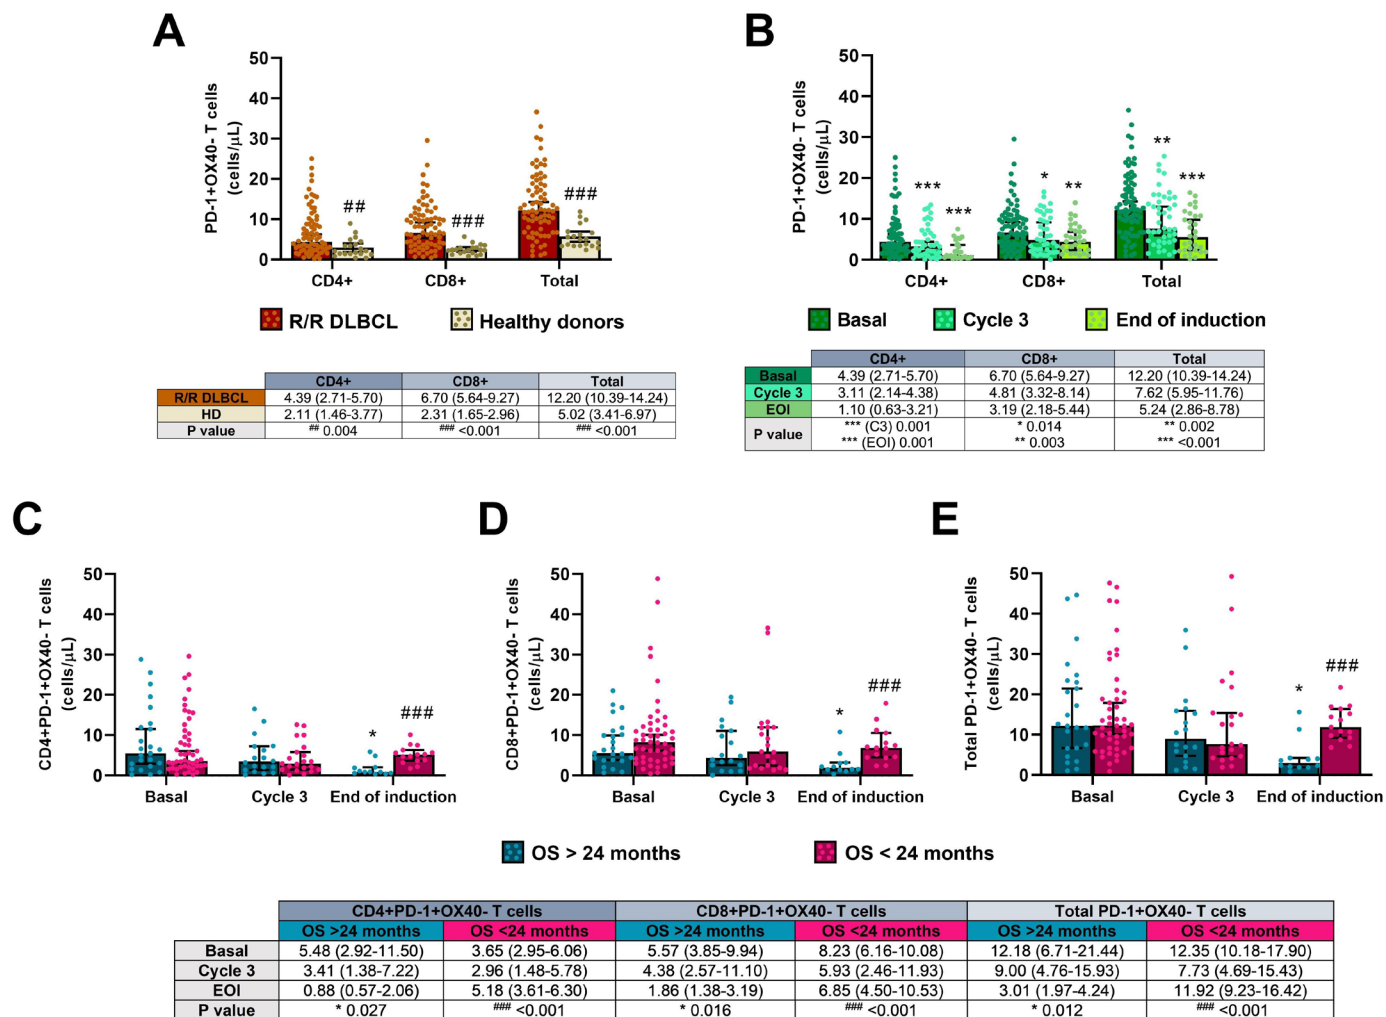 A
PD-1+OX40- T cells
(cells/µL)
50
40
30
20
10
0
##
###
###
CD4+ CD8+ Total
R/R DLBCL Healthy donors
CD4+ CD8+ Total
R/R DLBCL 4.39 (2.71-5.70) 6.70 (5.64-9.27) 12.20 (10.39-14.24)
HD 2.11 (1.46-3.77) 2.31 (1.65-2.96) 5.02 (3.41-6.97)
P value ## 0.004 ### <0.001 ### <0.001
B
PD-1+OX40- T cells
(cells/µL)
50
40
30
20
10
0
*** ***
* **
** ***
CD4+ CD8+ Total
Basal Cycle 3 End of induction
CD4+ CD8+ Total
Basal 4.39 (2.71-5.70) 6.70 (5.64-9.27) 12.20 (10.39-14.24)
Cycle 3 3.11 (2.14-4.38) 4.81 (3.32-8.14) 7.62 (5.95-11.76)
EOI 1.10 (0.63-3.21) 3.19 (2.18-5.44) 5.24 (2.86-8.78)
P value
*** (C3) 0.001 * 0.014 ** 0.002
*** (EOI) 0.001 ** 0.003 *** <0.001
C
CD4+PD-1+OX40- T cells
(cells/µL)
50
40
30
20
10
0
* ###
Basal Cycle 3 End of induction
D
CD8+PD-1+OX40- T cells
(cells/µL)
50
40
30
20
10
0
* ###
Basal Cycle 3 End of induction
E
Total PD-1+OX40- T cells
(cells/µL)
50
40
30
20
10
0
* ###
Basal Cycle 3 End of induction
OS > 24 months OS < 24 months
CD4+PD-1+OX40- T cells CD8+PD-1+OX40- T cells Total PD-1+OX40- T cells
OS >24 months OS <24 months OS >24 months OS <24 months OS >24 months OS <24 months
Basal 5.48 (2.92-11.50) 3.65 (2.95-6.06) 5.57 (3.85-9.94) 8.23 (6.16-10.08) 12.18 (6.71-21.44) 12.35 (10.18-17.90)
Cycle 3 3.41 (1.38-7.22) 2.96 (1.48-5.78) 4.38 (2.57-11.10) 5.93 (2.46-11.93) 9.00 (4.76-15.93) 7.73 (4.69-15.43)
EOI 0.88 (0.57-2.06) 5.18 (3.61-6.30) 1.86 (1.38-3.19) 6.85 (4.50-10.53) 3.01 (1.97-4.24) 11.92 (9.23-16.42)
P value * 0.027 ### <0.001 * 0.016 ### <0.001 * 0.012 ### <0.001